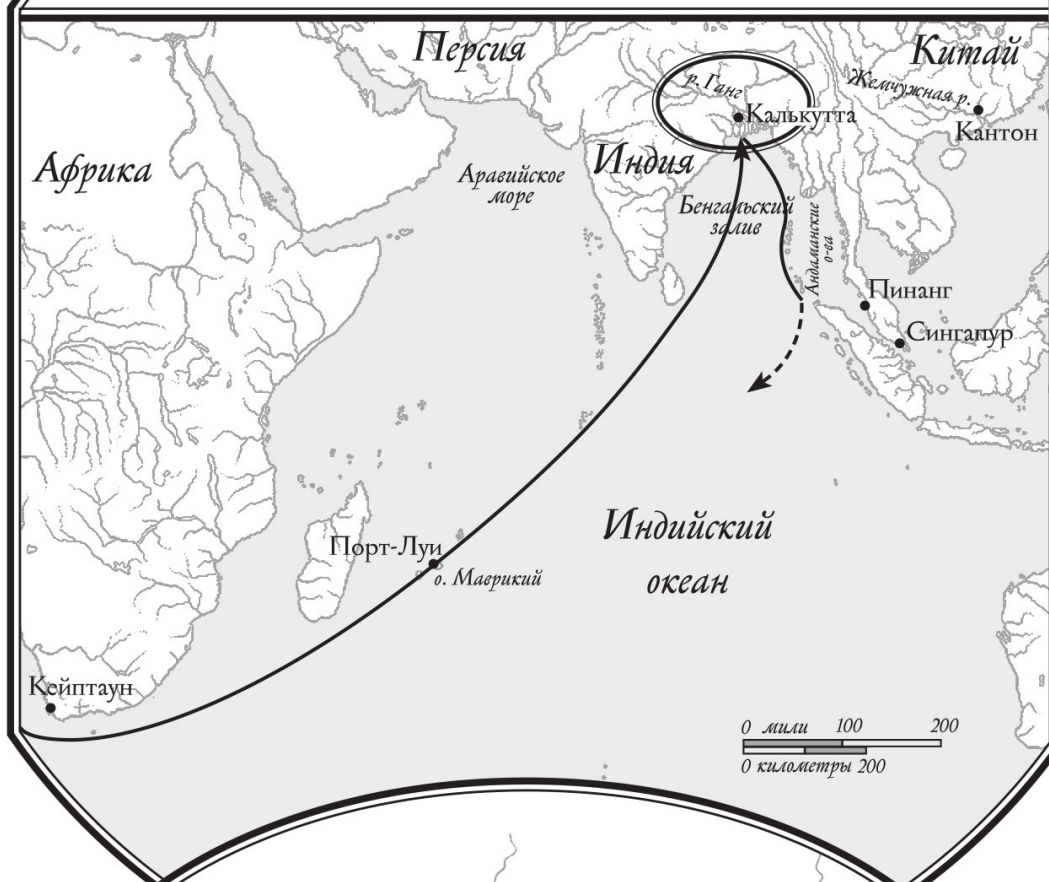 Персия
Китай
р. Ганг
Жемчужная р.
Калькутта
Кантон
Африка
Индия
Аравийское
море
Бенгальский
залив
Андаманские
о-ва
Пинанг
Сингапур
Индийский
океан
Порт-Луи
о. Маврикий
Кейптаун
0 мили 100 200
0 километры 200